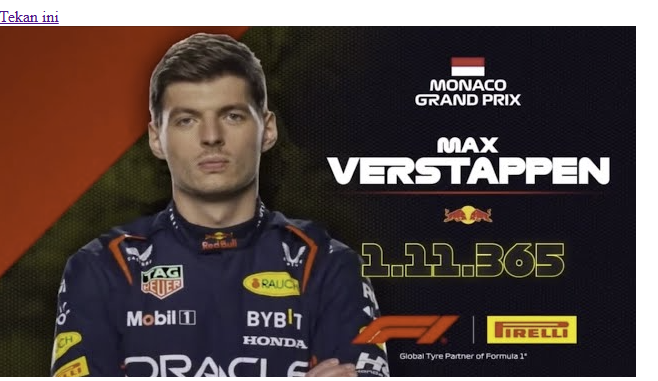 Tekan ini
MONACO
GRAND PRIX
MAX
VERSTAPPEN
1.11.365
Red Bull
TAG
HEUER
RAUCH
Mobil 1
BYBIT
HONDA
ORACLE
F1
PIRELLI
Global Tyre Partner of Formula 1®